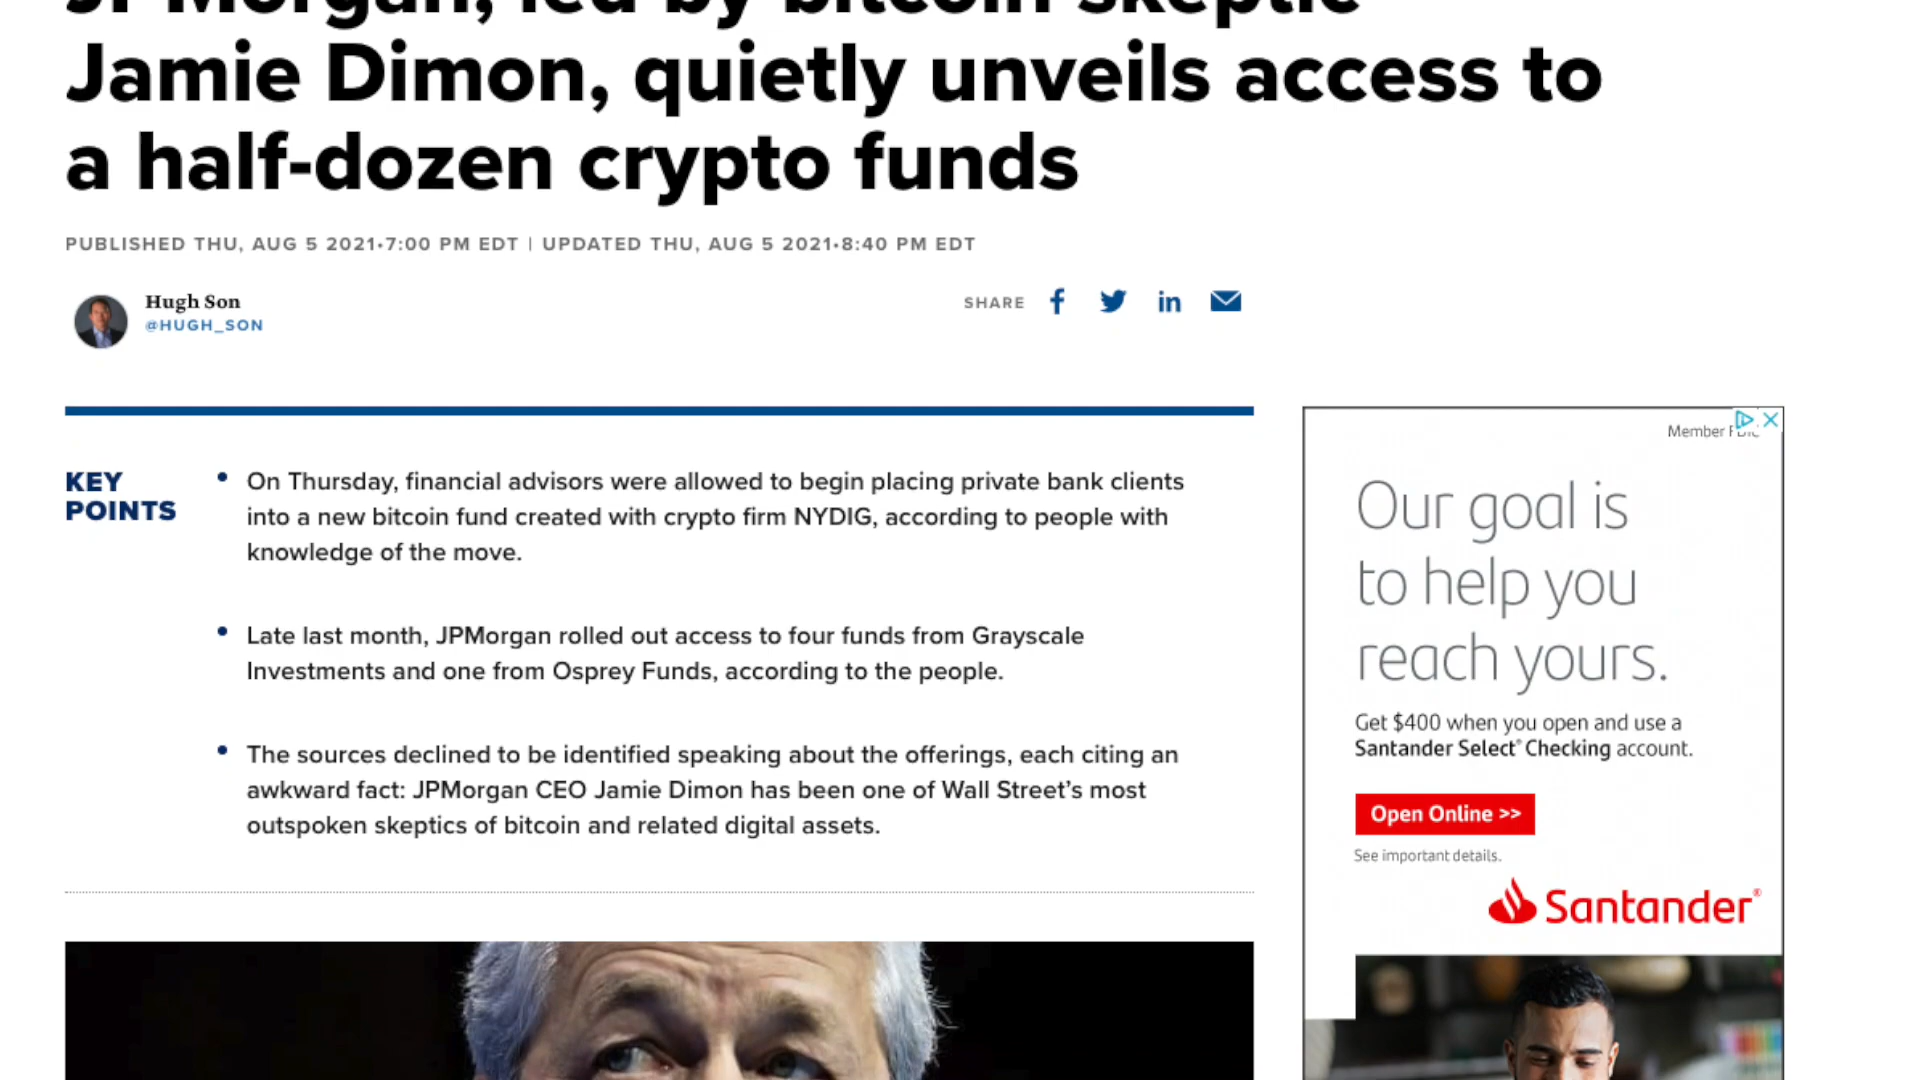 JPMorgan, led by bitcoin skeptic
Jamie Dimon, quietly unveils access to
a half-dozen crypto funds
PUBLISHED THU, AUG 5 2021•7:00 PM EDT | UPDATED THU, AUG 5 2021•8:40 PM EDT
Hugh Son
@HUGH_SON
SHARE
KEY
POINTS
• On Thursday, financial advisors were allowed to begin placing private bank clients
into a new bitcoin fund created with crypto firm NYDIG, according to people with
knowledge of the move.
• Late last month, JPMorgan rolled out access to four funds from Grayscale
Investments and one from Osprey Funds, according to the people.
• The sources declined to be identified speaking about the offerings, each citing an
awkward fact: JPMorgan CEO Jamie Dimon has been one of Wall Street’s most
outspoken skeptics of bitcoin and related digital assets.
Member FDIC
Our goal is
to help you
reach yours.
Get $400 when you open and use a
Santander Select® Checking account.
Open Online >>
See important details.
Santander®